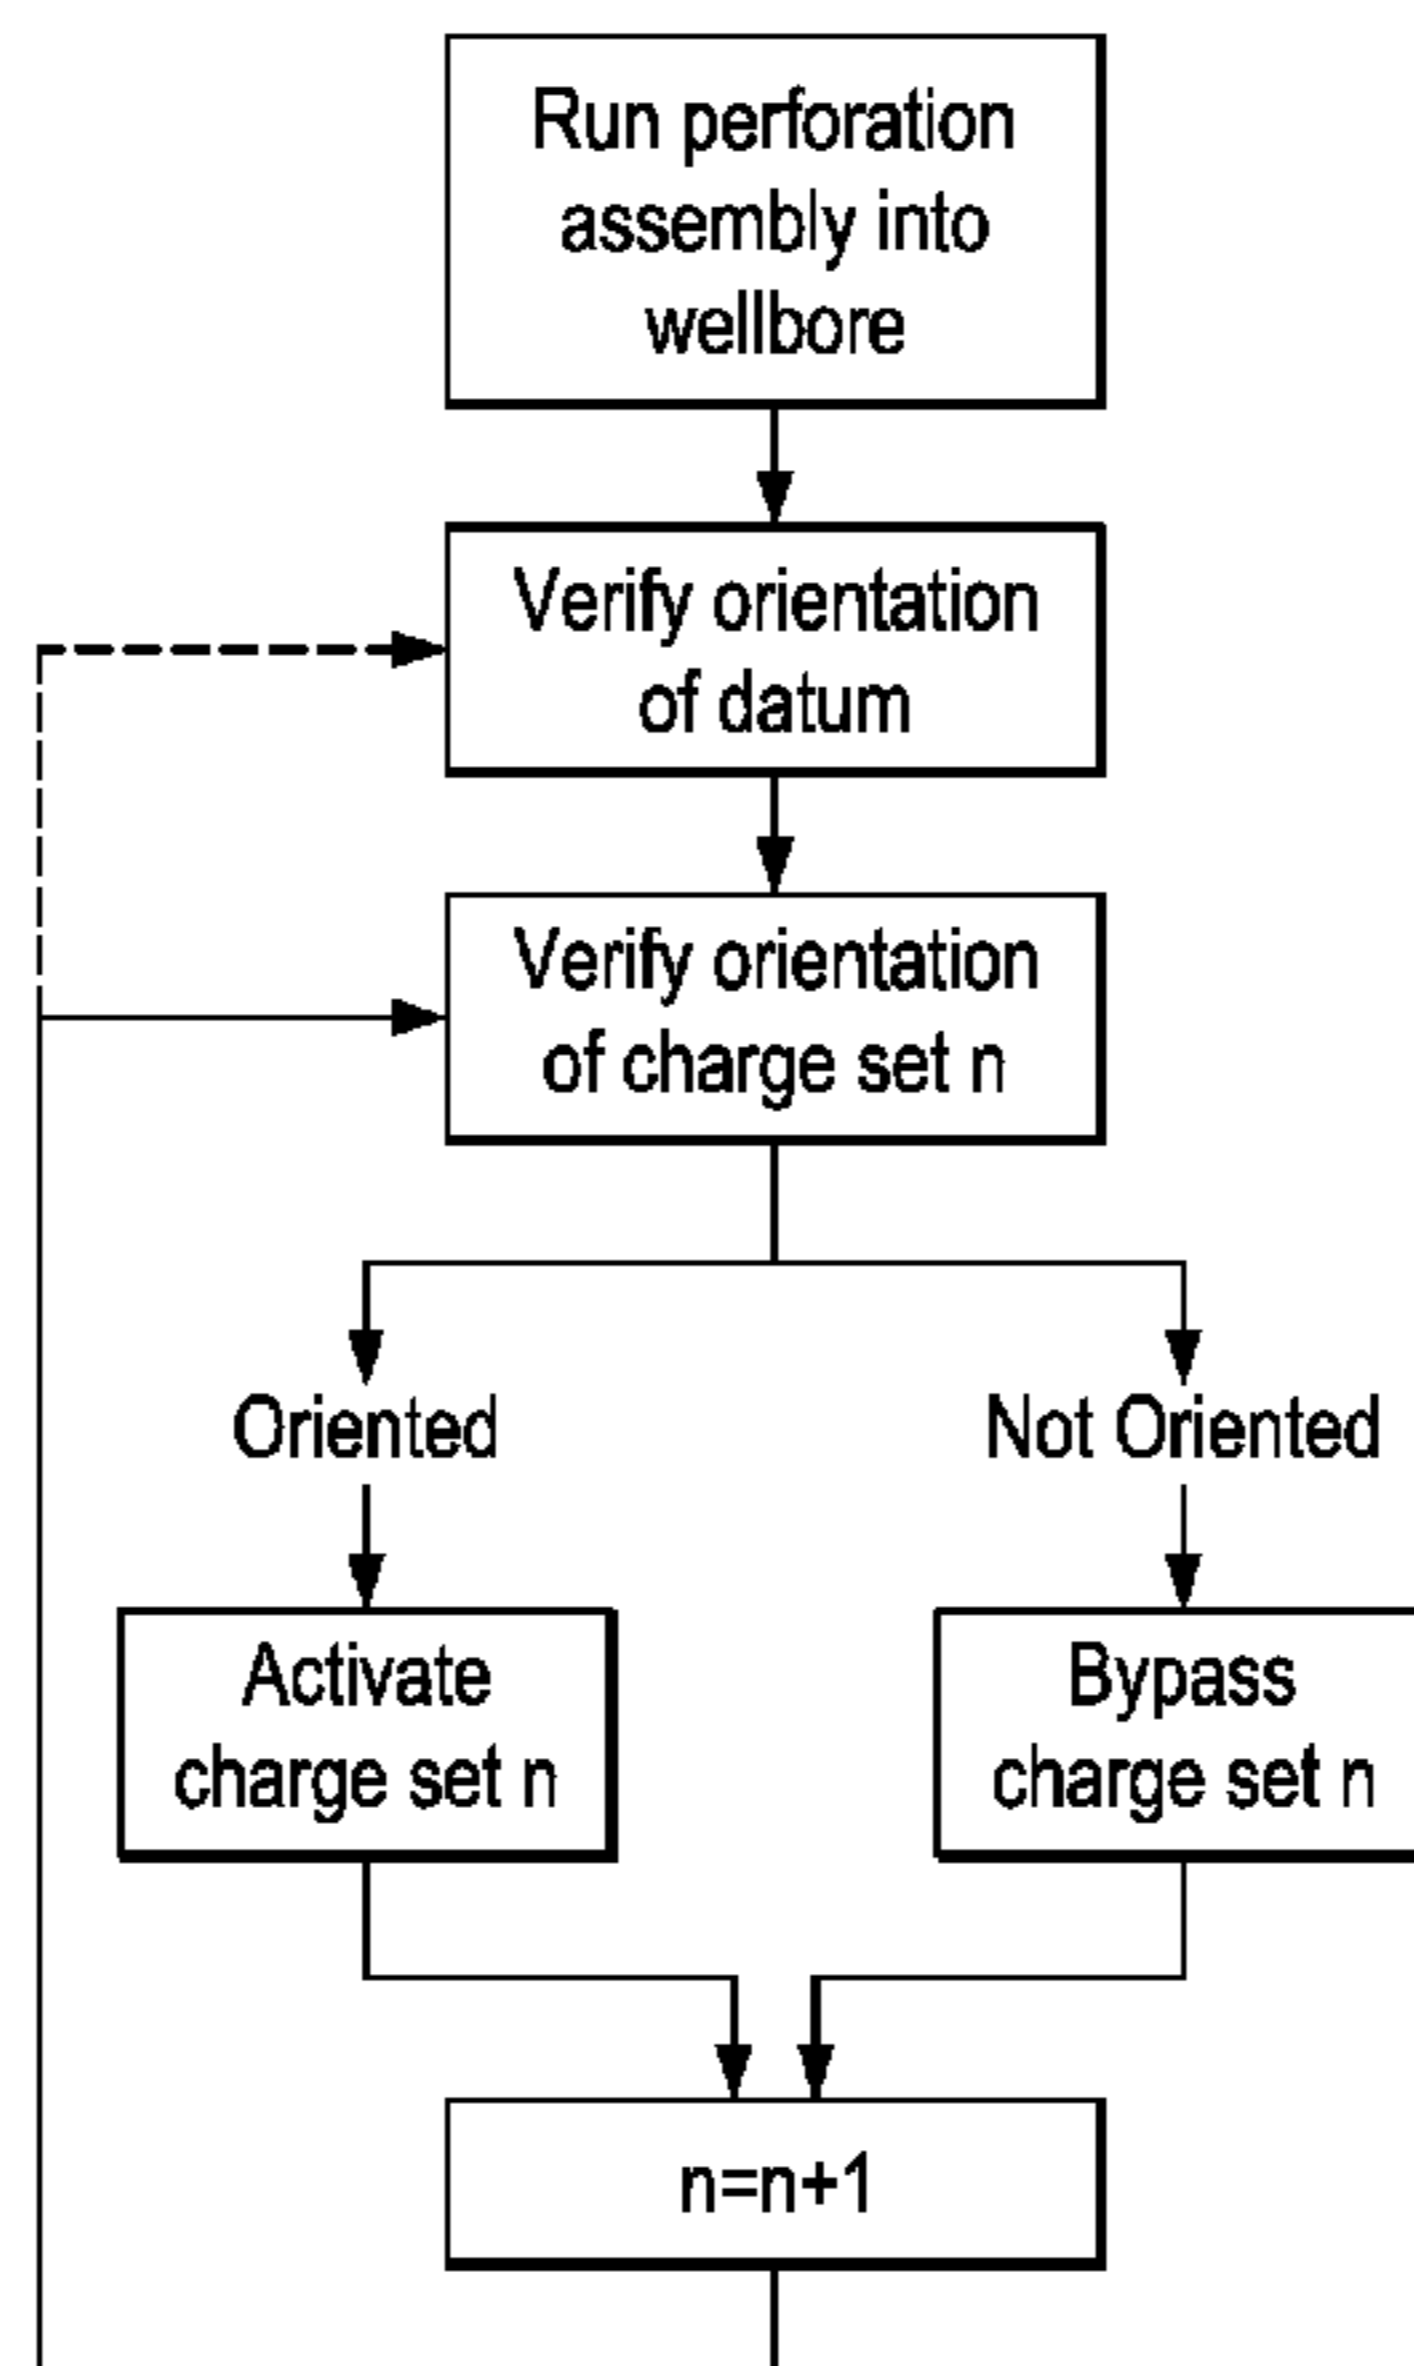 Run perforation
assembly into
wellbore
Verify orientation
of datum
Verify orientation
of charge set n
Oriented
Not Oriented
Activate
charge set n
Bypass
charge set n
n=n+1